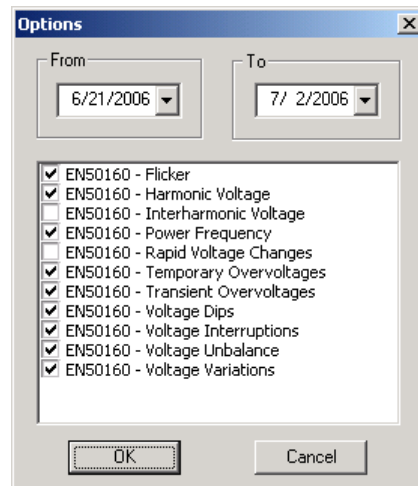 Options
From
To
6/21/2006
7/ 2/2006
EN50160 - Flicker
EN50160 - Harmonic Voltage
EN50160 - Interharmonic Voltage
EN50160 - Power Frequency
EN50160 - Rapid Voltage Changes
EN50160 - Temporary Overvoltages
EN50160 - Transient Overvoltages
EN50160 - Voltage Dips
EN50160 - Voltage Interruptions
EN50160 - Voltage Unbalance
EN50160 - Voltage Variations
OK
Cancel